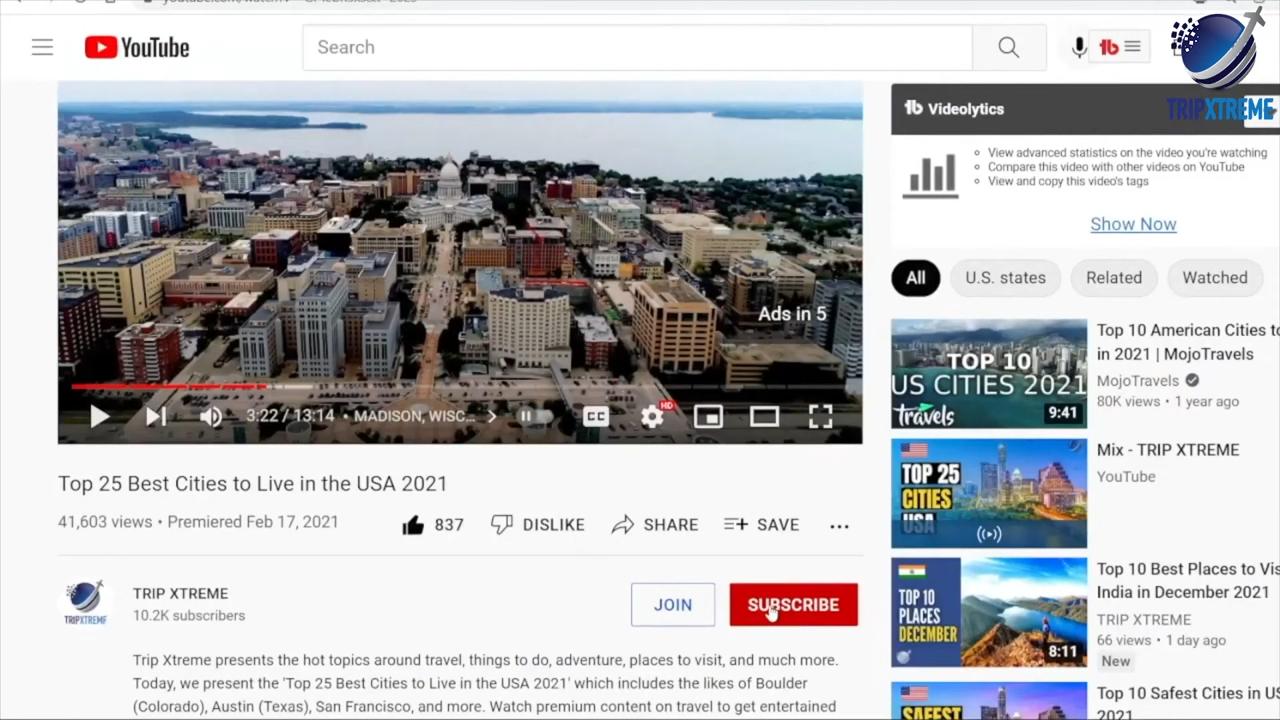 YouTube
Search
TRIPXTREME
Videolytics
View advanced statistics on the video you're watching
Compare this video with other videos on YouTube
View and copy this video's tags
Show Now
Ads in 5
3:22 / 13:14 • MADISON, WISC...
CC
HD
All
U.S. states
Related
Watched
TOP 10
US CITIES 2021
travels
9:41
Top 10 American Cities to
in 2021 | MojoTravels
MojoTravels
80K views • 1 year ago
TOP 25
CITIES
USA
Mix - TRIP XTREME
YouTube
TOP 10
PLACES
DECEMBER
8:11
Top 10 Best Places to Vis
India in December 2021
TRIP XTREME
66 views • 1 day ago
New
SAFEST
Top 10 Safest Cities in US
2021
Top 25 Best Cities to Live in the USA 2021
41,603 views • Premiered Feb 17, 2021
837
DISLIKE
SHARE
SAVE
TRIPXTREME
TRIP XTREME
10.2K subscribers
JOIN
SUBSCRIBE
Trip Xtreme presents the hot topics around travel, things to do, adventure, places to visit, and much more.
Today, we present the 'Top 25 Best Cities to Live in the USA 2021' which includes the likes of Boulder
(Colorado), Austin (Texas), San Francisco, and more. Watch premium content on travel to get entertained